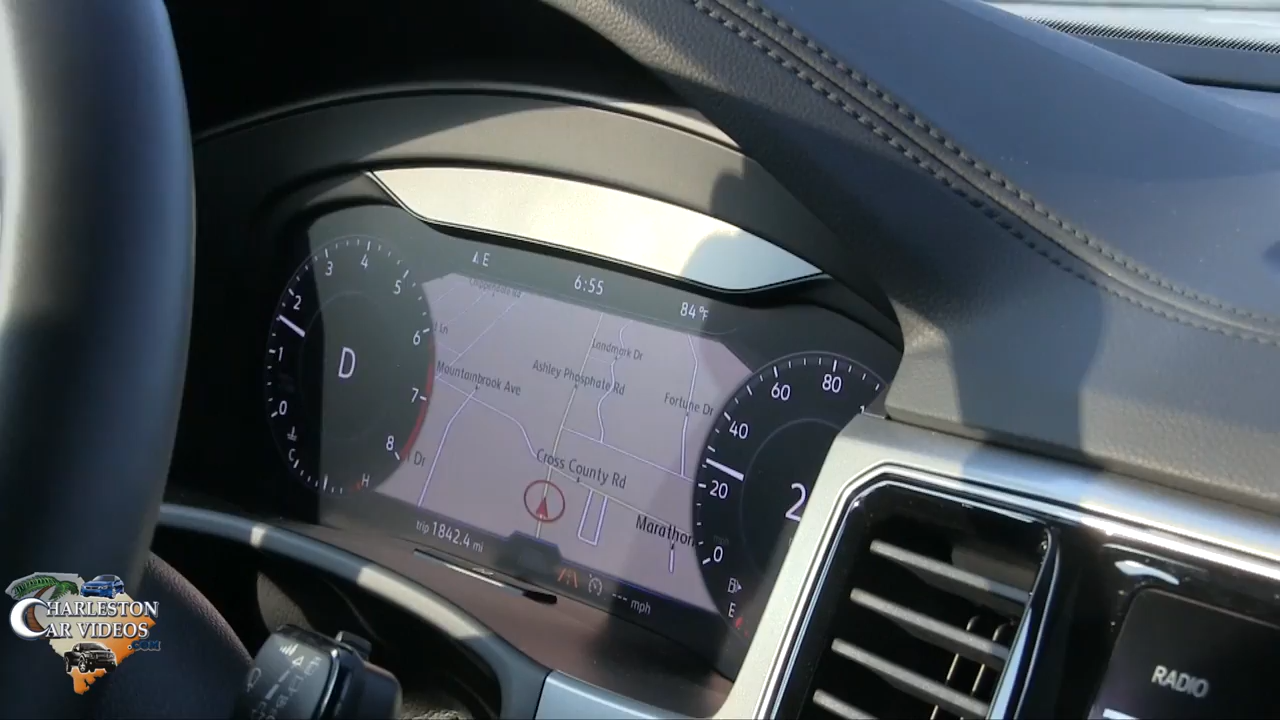 E
6:55
84°F
3
4
5
2
6
1
7
0
8
C
H
D
Ln
Landmark Dr
Ashley Phosphate Rd
Mountainbrook Ave
Fortune Dr
Cross County Rd
Dr
Marathon
60
80
40
20
0
2
E
trip 1842.4 mi
--- mph
RADIO
CHARLESTON
CAR VIDEOS
.COM